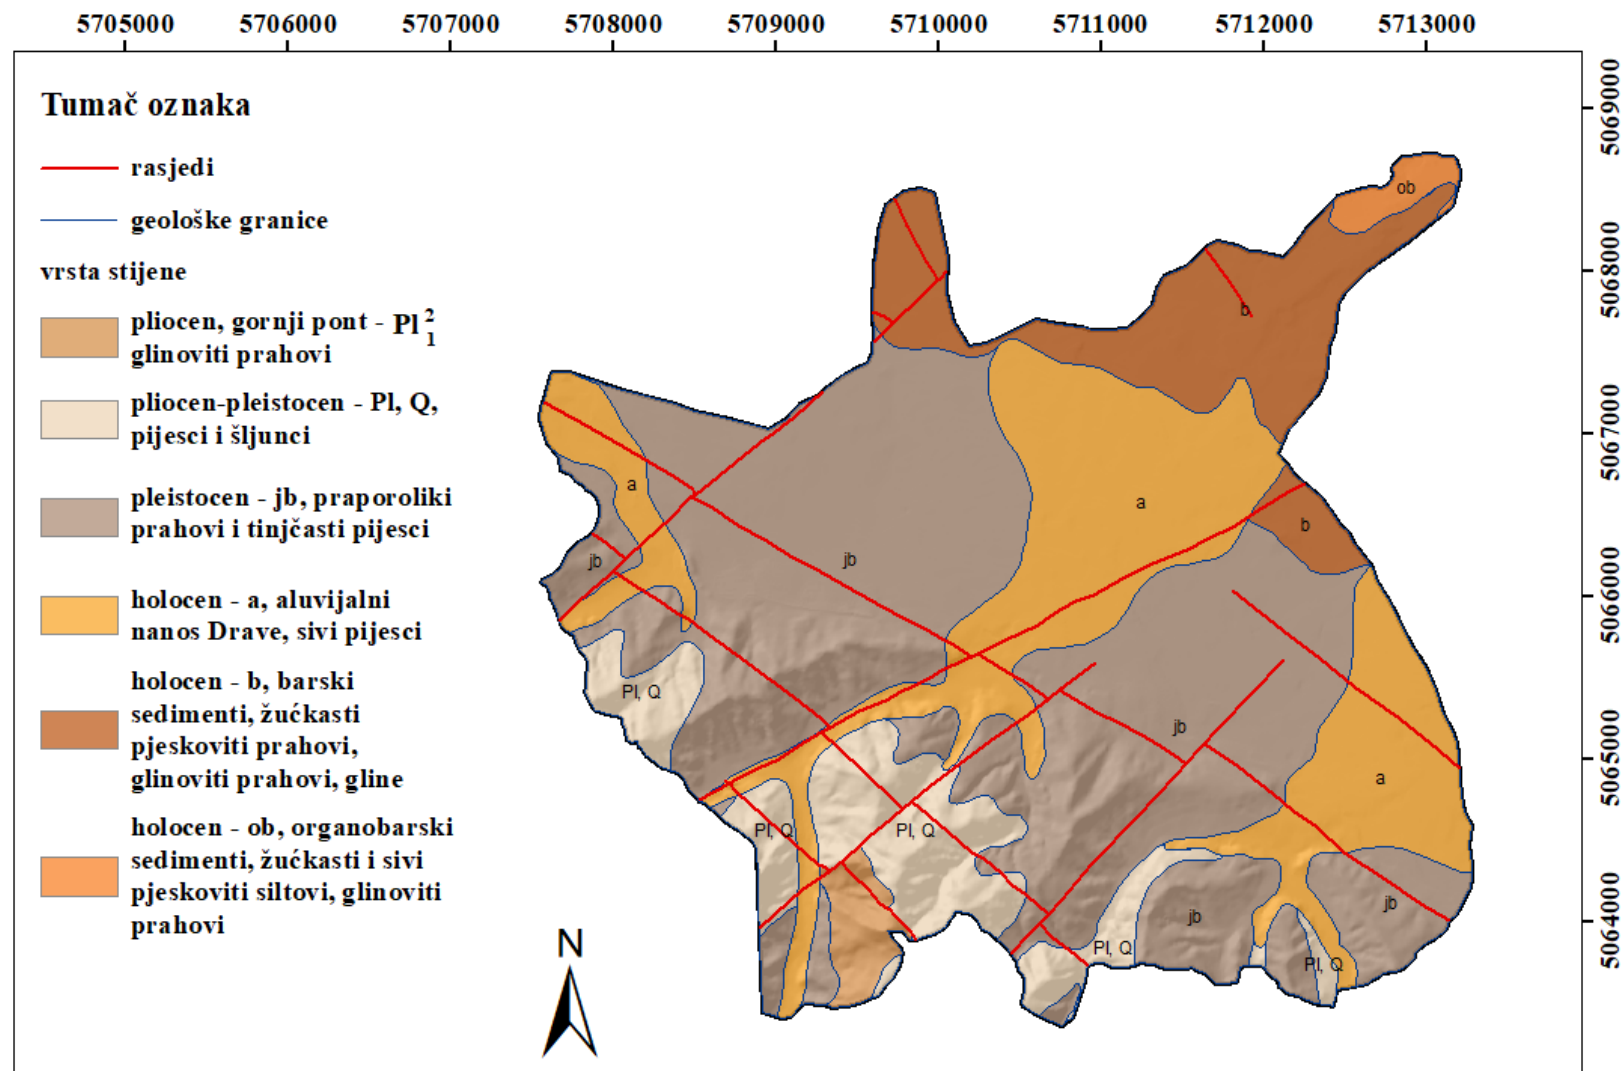 5705000 5706000 5707000 5708000 5709000 5710000 5711000 5712000 5713000
5069000
5068000
5067000
5066000
5065000
5064000
Tumač oznaka
rasjedi
geološke granice
vrsta stijene
pliocen, gornji pont - Pl 2 1
glinoviti prahovi
pliocen-pleistocen - Pl, Q,
pijesci i šljunci
pleistocen - jb, praporoliki
prahovi i tinjčasti pijesci
holocen - a, aluvijalni
nanos Drave, sivi pijesci
holocen - b, barski
sedimenti, žućkasti
pjeskoviti prahovi,
glinoviti prahovi, gline
holocen - ob, organobarski
sedimenti, žućkasti i sivi
pjeskoviti siltovi, glinoviti
prahovi
N
ob
b
a
a
b
jb
jb
Pl, Q
jb
a
Pl, Q
Pl, Q
jb
jb
Pl, Q
Pl, Q